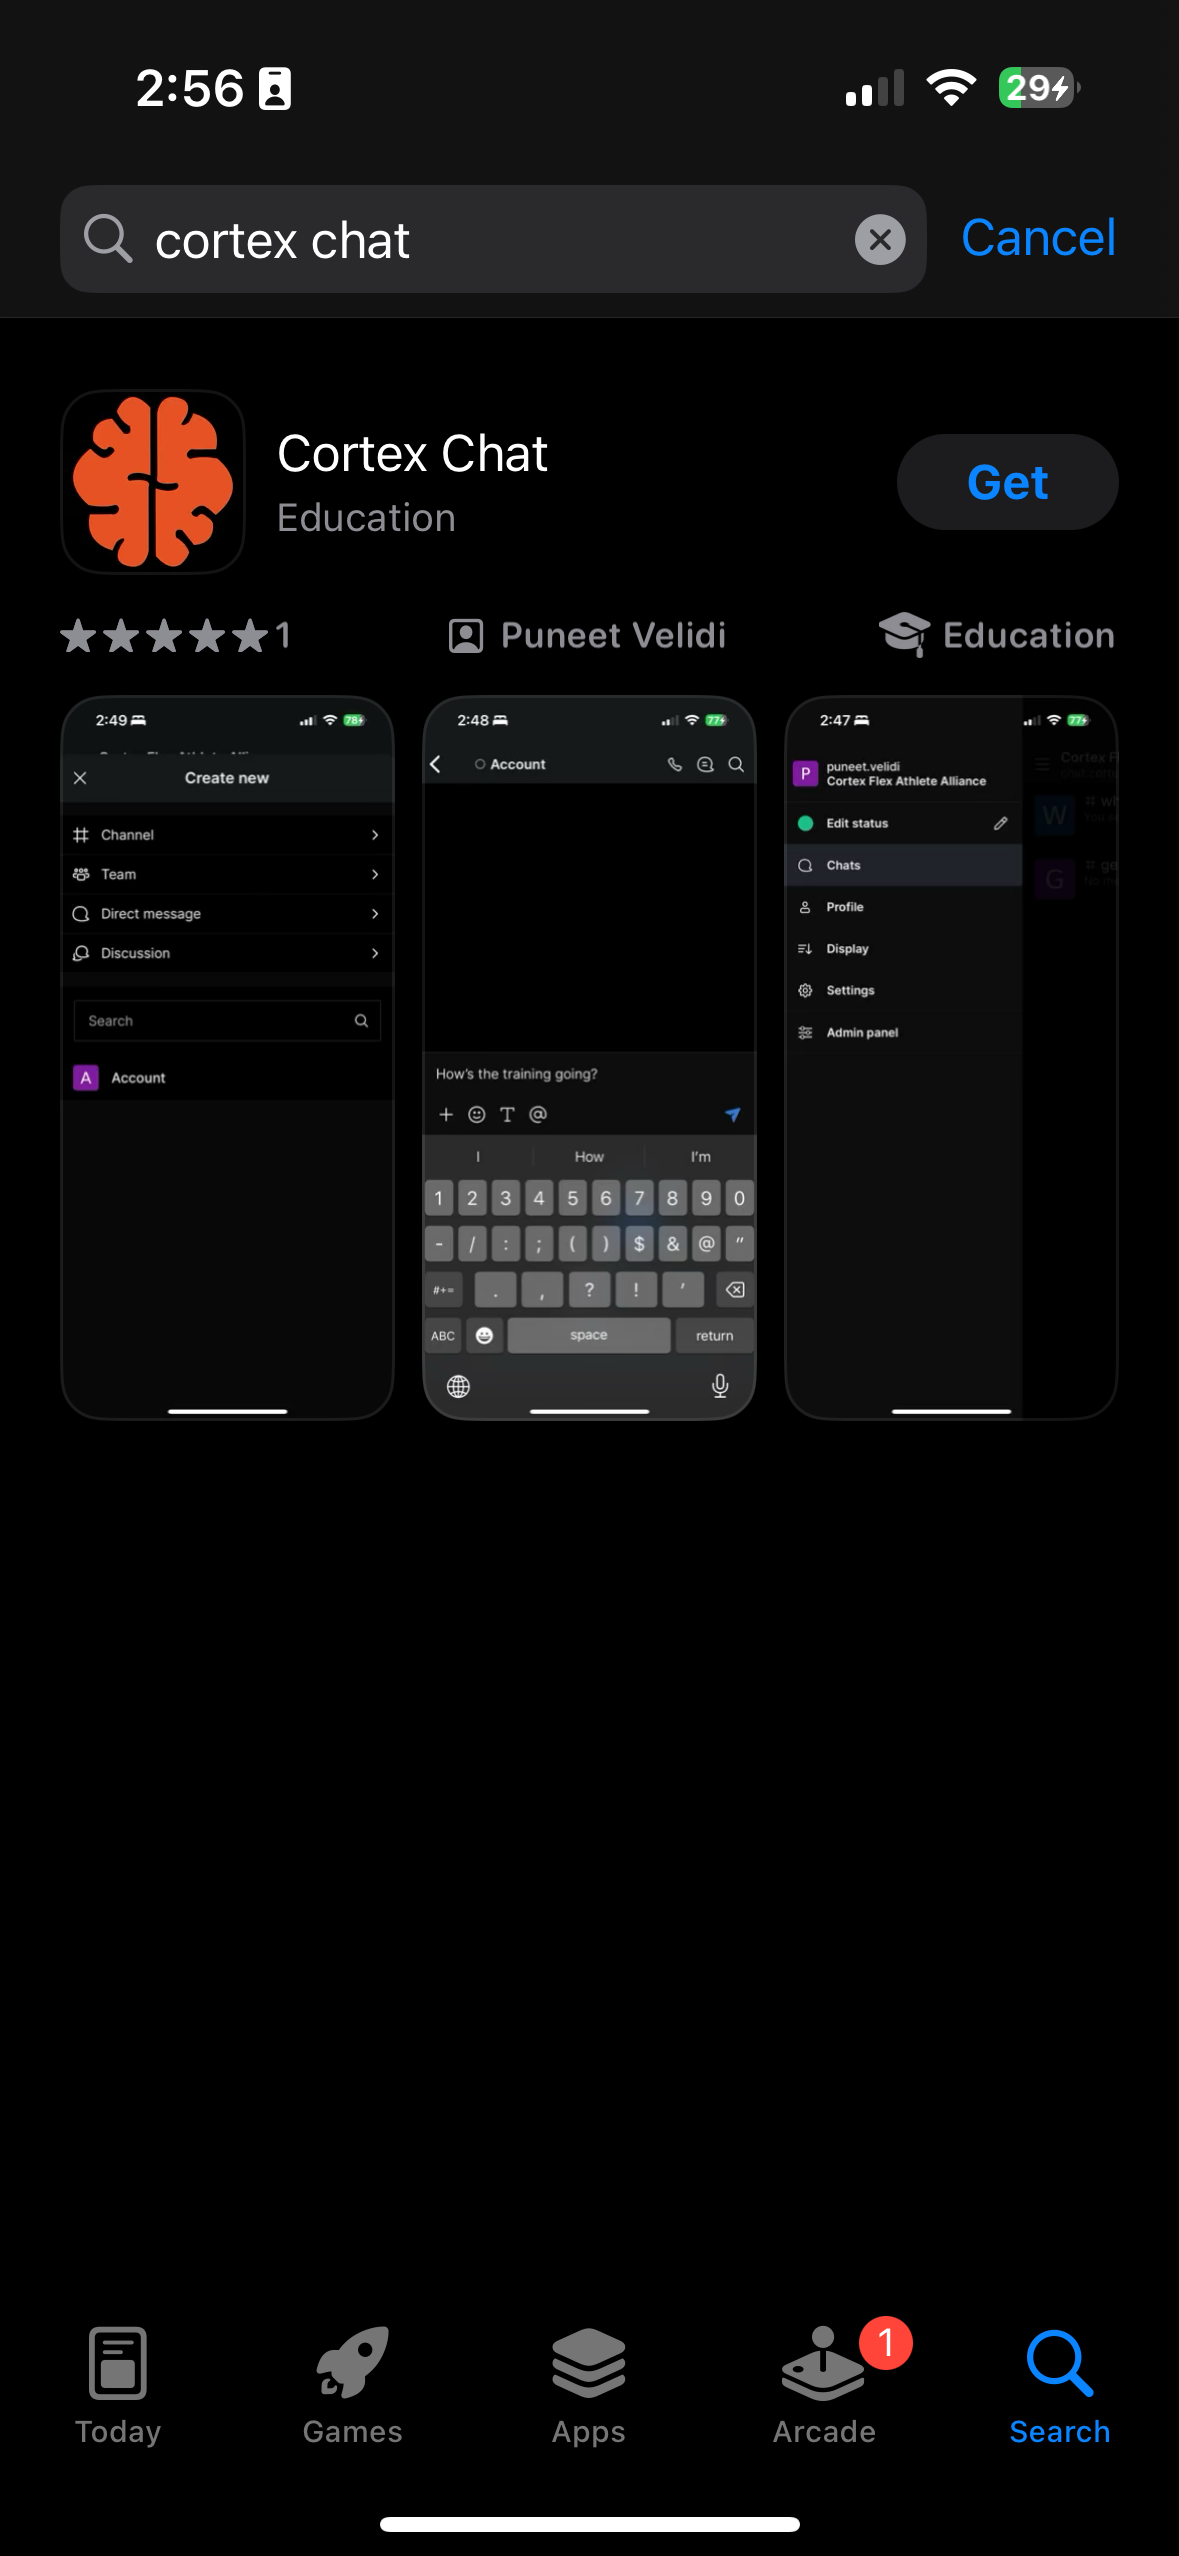 2:56
29
cortex chat
Cancel
Cortex Chat
Education
Get
1
Puneet Velidi
Education
2:49
78
Create new
Channel
Team
Direct message
Discussion
Search
A
Account
2:48
77
Account
How's the training going?
I
How
I'm
1 2 3 4 5 6 7 8 9 0
- / : ; ( ) $ & @ "
#+= . , ? ! '
ABC
space
return
2:47
77
P
puneet.velidi
Cortex Flex Athlete Alliance
Edit status
Chats
Profile
Display
Settings
Admin panel
Cortex F
W
G
1
Today
Games
Apps
Arcade
Search